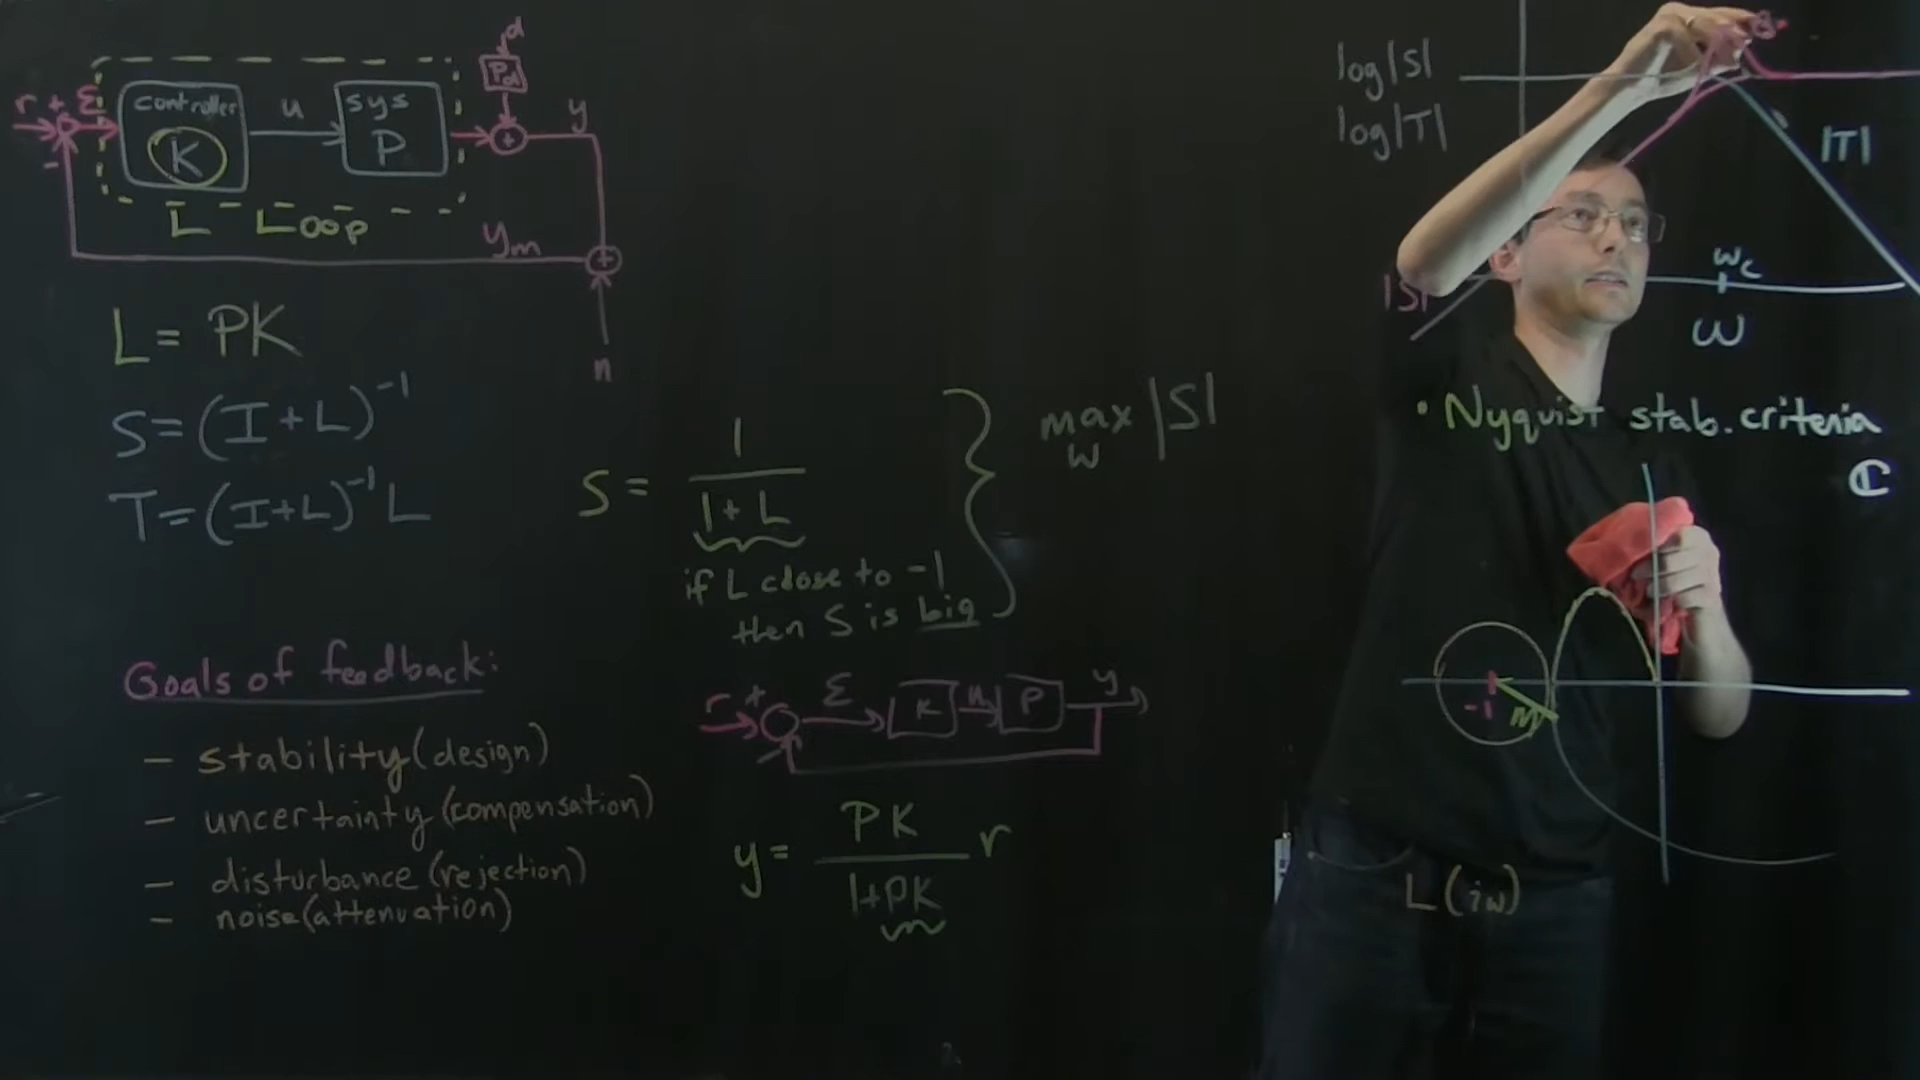 d
Pd
r + ε controller K u sys P + y
-
L Loop
ym
+
n
L = PK
S = (I + L)⁻¹
T = (I + L)⁻¹ L
Goals of feedback:
- stability (design)
- uncertainty (compensation)
- disturbance (rejection)
- noise (attenuation)
S = 1 / 1 + L
if L close to -1
then S is big
max |S|
ω
r + ε K u P y
-
y = PK / 1+PK r
log|S|
log|T|
|T|
|S|
ωc
ω
• Nyquist stab. criteria
ℂ
-1 m
L(iω)